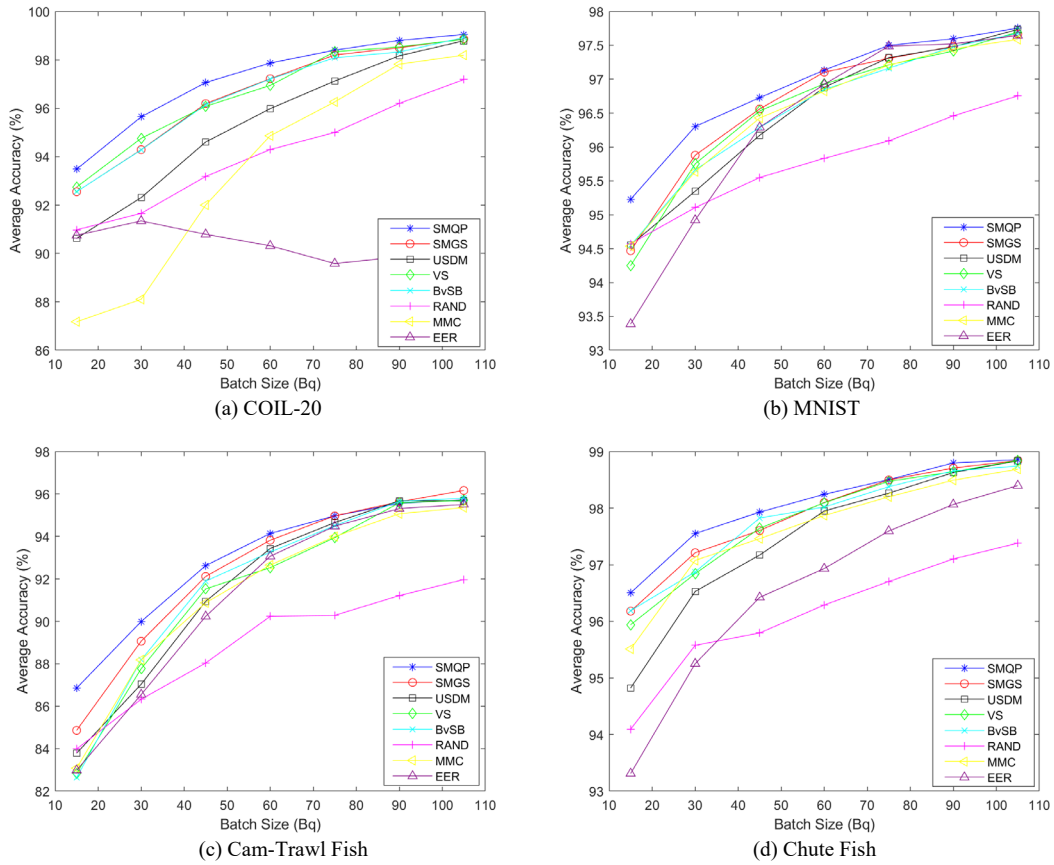 100
98
96
94
92
90
88
86
Average Accuracy (%)
SMQP
SMGS
USDM
VS
BvSB
RAND
MMC
EER
10 20 30 40 50 60 70 80 90 100 110
Batch Size (Bq)
(a) COIL-20
98
97.5
97
96.5
96
95.5
95
94.5
94
93.5
93
Average Accuracy (%)
SMQP
SMGS
USDM
VS
BvSB
RAND
MMC
EER
10 20 30 40 50 60 70 80 90 100 110
Batch Size (Bq)
(b) MNIST
98
96
94
92
90
88
86
84
82
Average Accuracy (%)
SMQP
SMGS
USDM
VS
BvSB
RAND
MMC
EER
10 20 30 40 50 60 70 80 90 100 110
Batch Size (Bq)
(c) Cam-Trawl Fish
99
98
97
96
95
94
93
Average Accuracy (%)
SMQP
SMGS
USDM
VS
BvSB
RAND
MMC
EER
10 20 30 40 50 60 70 80 90 100 110
Batch Size (Bq)
(d) Chute Fish